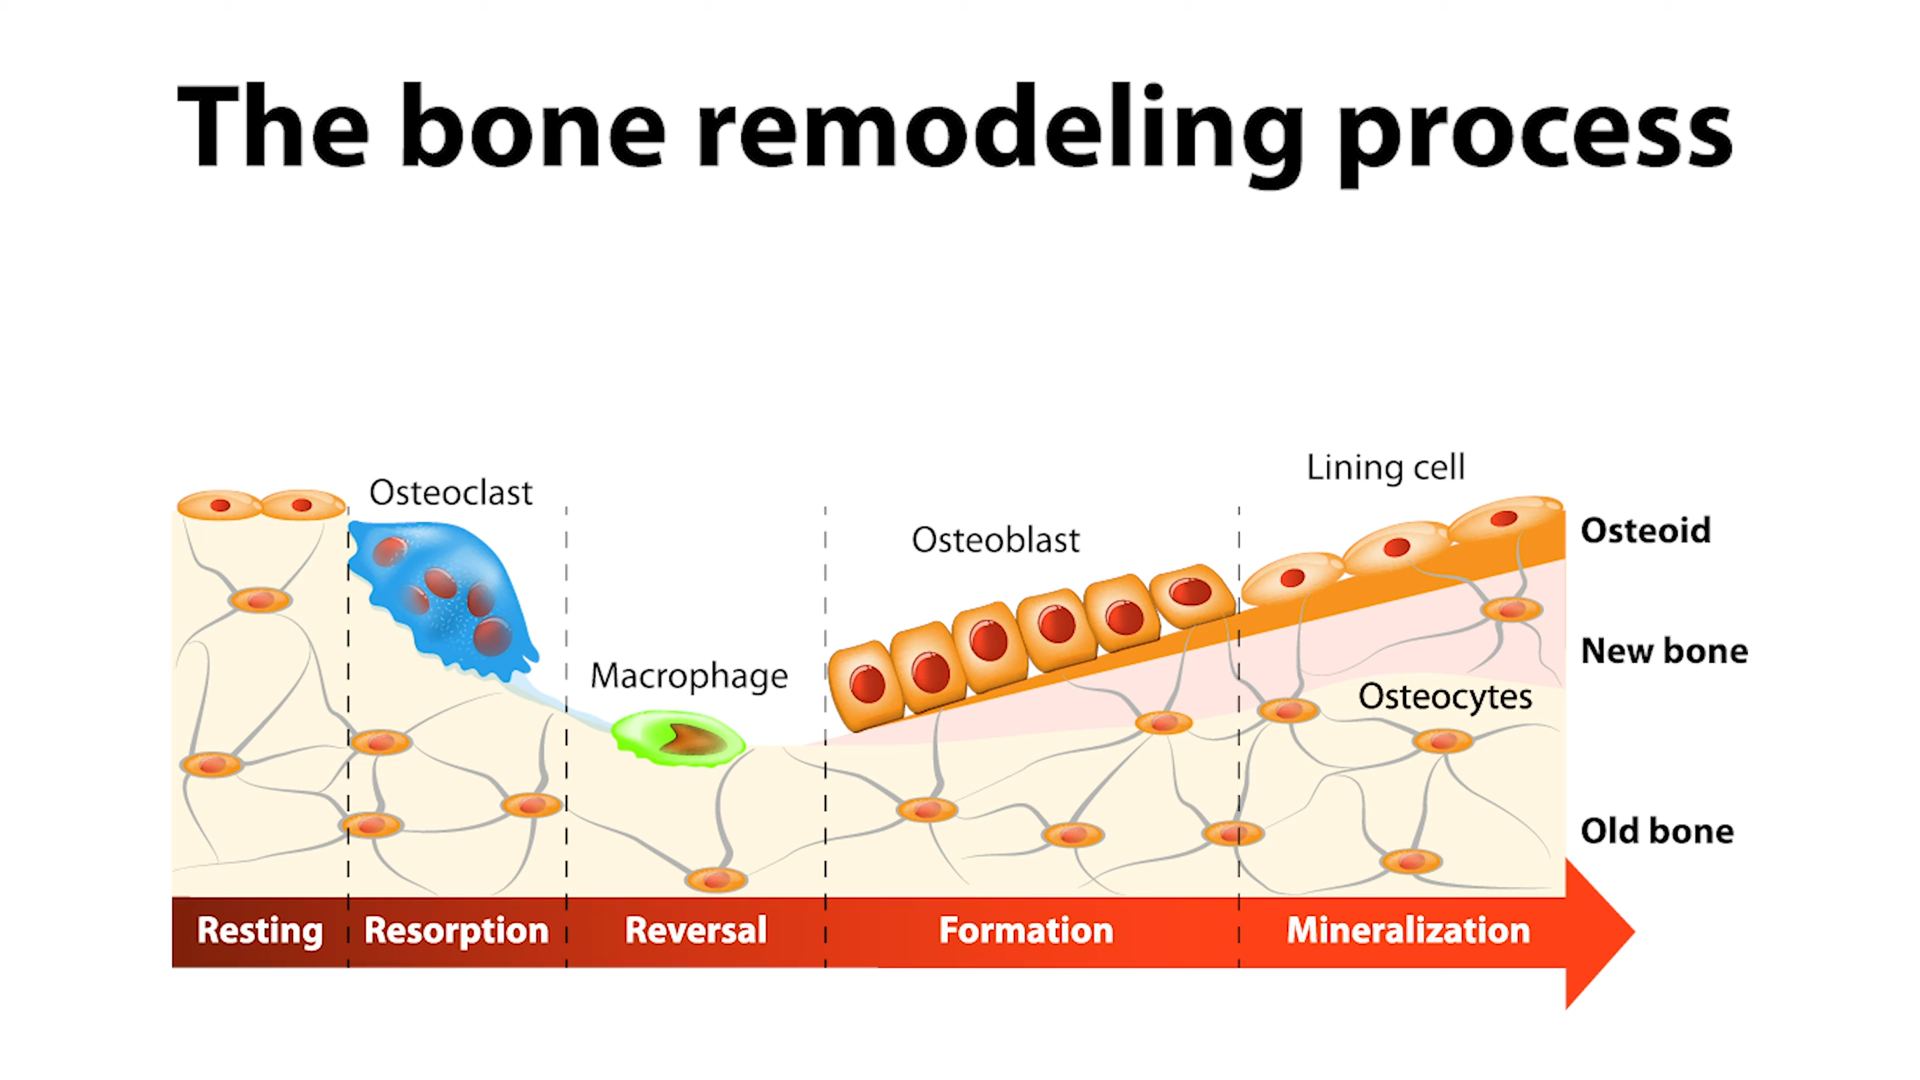 The bone remodeling process
Lining cell
Osteoclast
Osteoid
Osteoblast
New bone
Macrophage
Osteocytes
Old bone
Resting Resorption Reversal Formation Mineralization